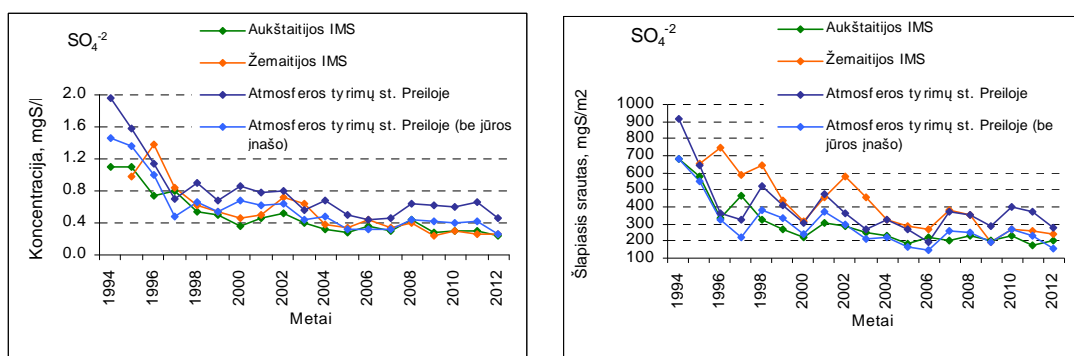 SO4-2
Aukštaitijos IMS
Žemaitijos IMS
Atmosferos tyrimų st. Preiloje
Atmosferos tyrimų st. Preiloje (be jūros
įnašo)
Koncentracija, mgS/l
2.0
1.6
1.2
0.8
0.4
0.0
1994
1996
1998
2000
2002
2004
2006
2008
2010
2012
Metai
SO4-2
Aukštaitijos IMS
Žemaitijos IMS
Atmosferos tyrimų st. Preiloje
Atmosferos tyrimų st. Preiloje (be
jūros įnašo)
Šlapiasis srautas, mgS/m2
1000
900
800
700
600
500
400
300
200
100
1994
1996
1998
2000
2002
2004
2006
2008
2010
2012
Metai